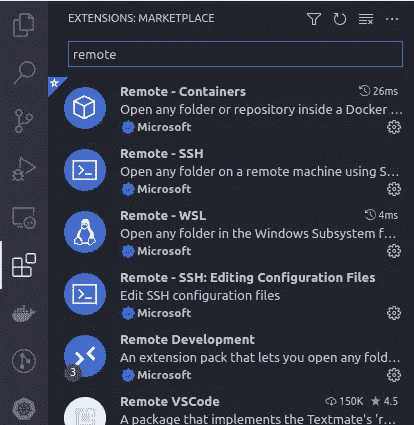 EXTENSIONS: MARKETPLACE
remote
Remote - Containers 26ms
Open any folder or repository inside a Docker ...
Microsoft
Remote - SSH
Open any folder on a remote machine using S...
Microsoft
Remote - WSL 4ms
Open any folder in the Windows Subsystem f...
Microsoft
Remote - SSH: Editing Configuration Files
Edit SSH configuration files
Microsoft
Remote Development
An extension pack that lets you open any fold...
3
Microsoft
Remote VSCode 150K ★ 4.5
A package that implements the Textmate's 'r...